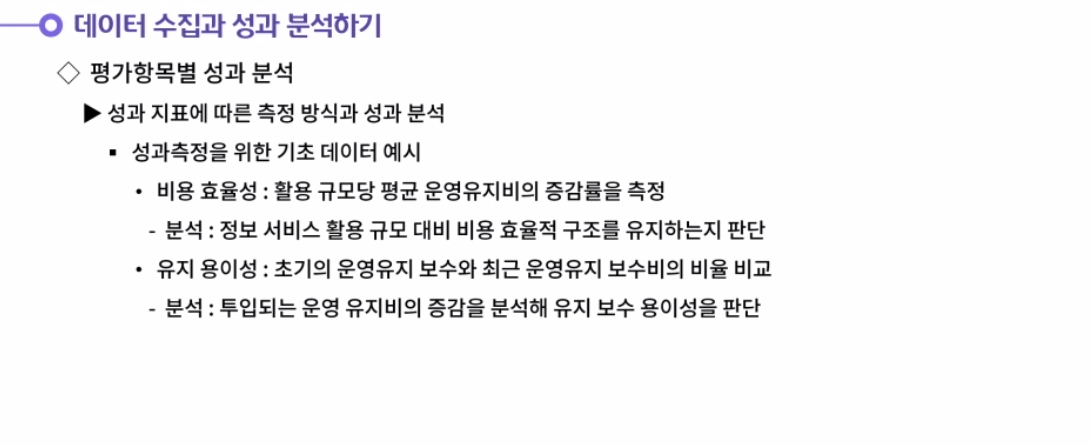 데이터 수집과 성과 분석하기
◇ 평가항목별 성과 분석
▶ 성과 지표에 따른 측정 방식과 성과 분석
▪ 성과측정을 위한 기초 데이터 예시
• 비용 효율성 : 활용 규모당 평균 운영유지비의 증감률을 측정
- 분석 : 정보 서비스 활용 규모 대비 비용 효율적 구조를 유지하는지 판단
• 유지 용이성 : 초기의 운영유지 보수와 최근 운영유지 보수비의 비율 비교
- 분석 : 투입되는 운영 유지비의 증감을 분석해 유지 보수 용이성을 판단